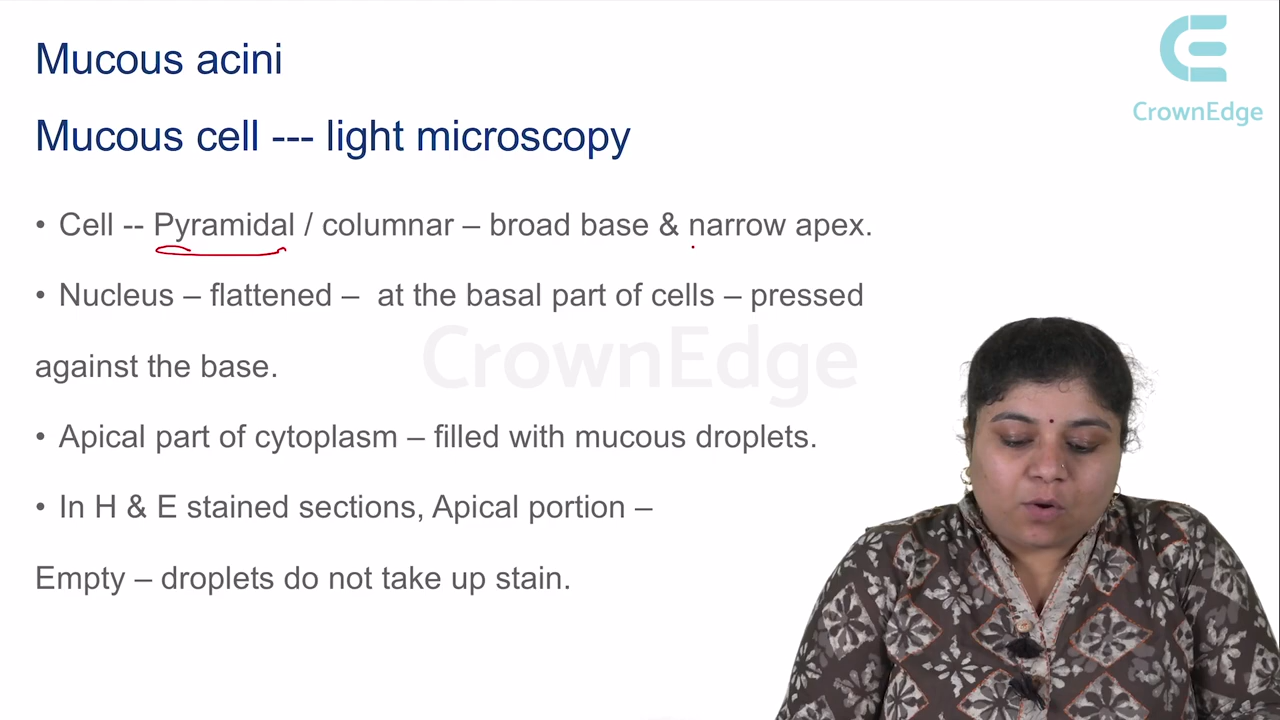 Mucous acini
CrownEdge
Mucous cell --- light microscopy
• Cell -- Pyramidal / columnar – broad base & narrow apex.
• Nucleus – flattened – at the basal part of cells – pressed
against the base.
CrownEdge
• Apical part of cytoplasm – filled with mucous droplets.
• In H & E stained sections, Apical portion –
Empty – droplets do not take up stain.